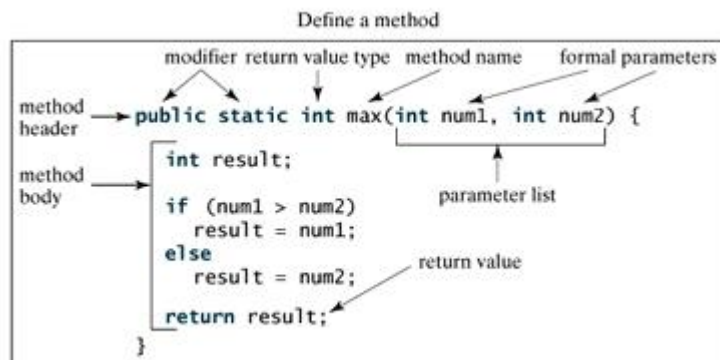 Define a method
modifier return value type method name formal parameters
method header
public static int max(int num1, int num2) {
method body
int result;
parameter list
if (num1 > num2)
result = num1;
else
result = num2;
return value
return result;
}